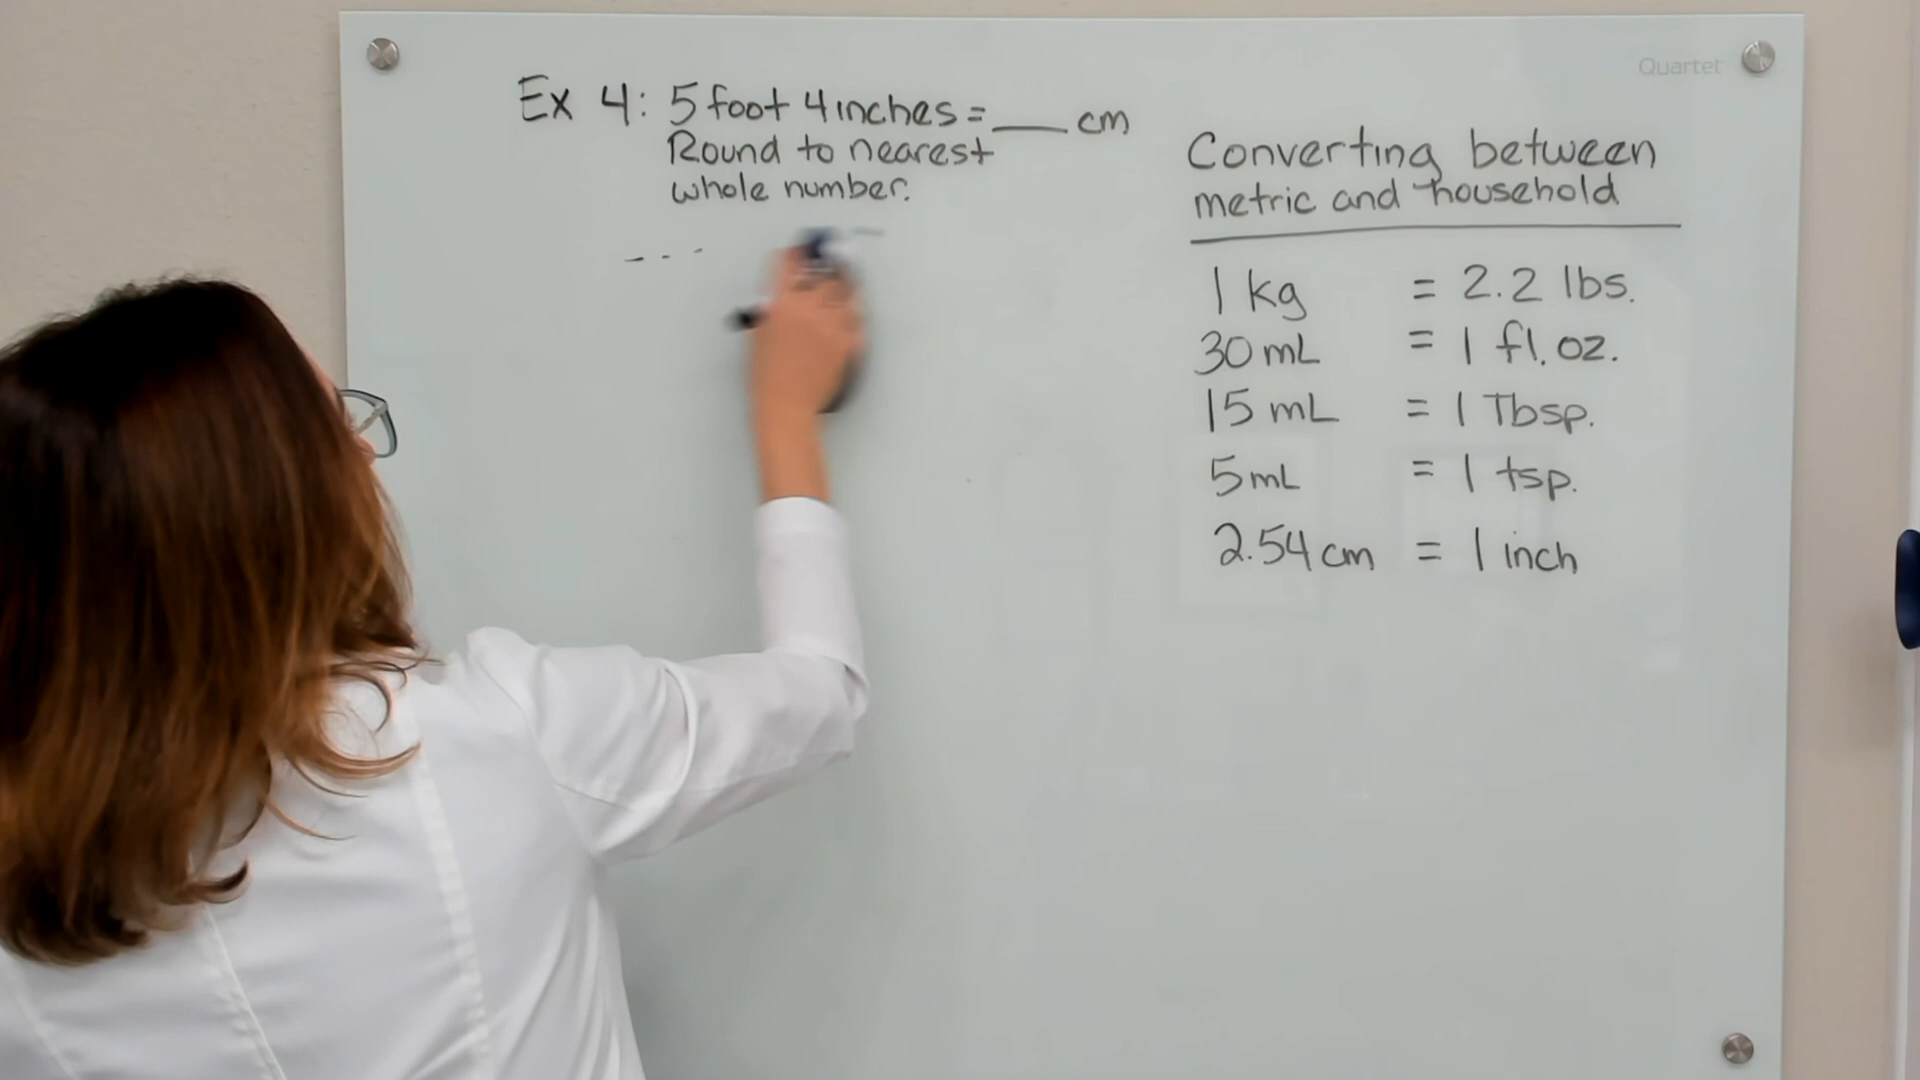 Quartet
Ex 4: 5 foot 4 inches = ___ cm
Round to nearest
whole number.
Converting between
metric and household
1 kg = 2.2 lbs.
30 mL = 1 fl. oz.
15 mL = 1 Tbsp.
5 mL = 1 tsp.
2.54 cm = 1 inch